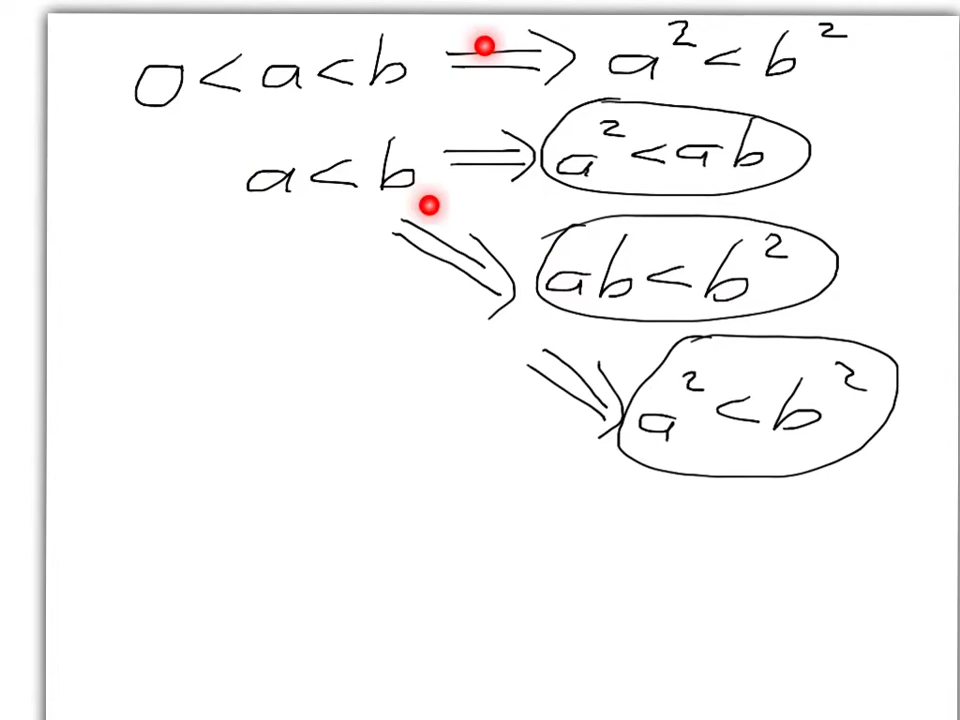 0 < a < b ⟹ a² < b²
a < b ⟹ a² < ab
⟹ ab < b²
⟹ a² < b²